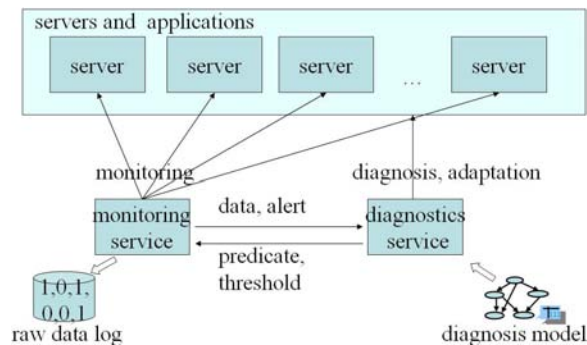 servers and applications
server
server
server
...
server
monitoring
diagnosis, adaptation
monitoring
service
data, alert
diagnostics
service
predicate,
threshold
1,0,1,
0,0,1
raw data log
diagnosis model